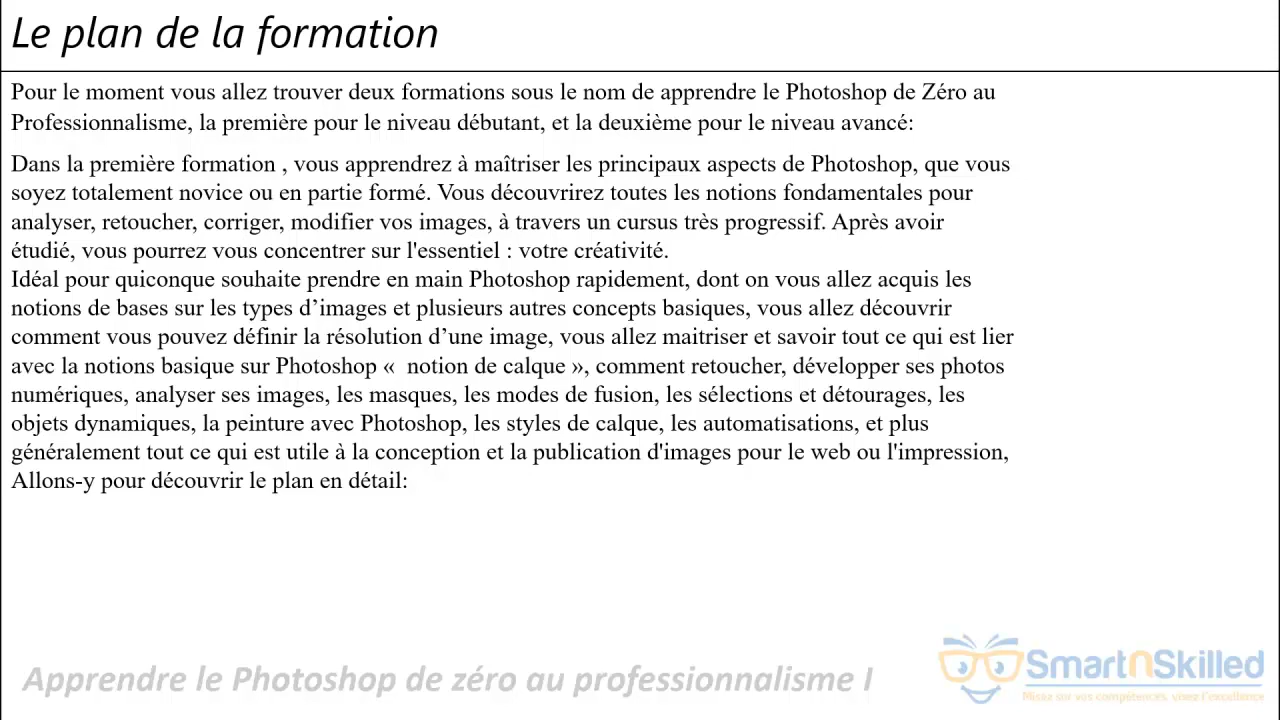 Le plan de la formation
Pour le moment vous allez trouver deux formations sous le nom de apprendre le Photoshop de Zéro au
Professionnalisme, la première pour le niveau débutant, et la deuxième pour le niveau avancé:
Dans la première formation , vous apprendrez à maîtriser les principaux aspects de Photoshop, que vous
soyez totalement novice ou en partie formé. Vous découvrirez toutes les notions fondamentales pour
analyser, retoucher, corriger, modifier vos images, à travers un cursus très progressif. Après avoir
étudié, vous pourrez vous concentrer sur l'essentiel : votre créativité.
Idéal pour quiconque souhaite prendre en main Photoshop rapidement, dont on vous allez acquis les
notions de bases sur les types d’images et plusieurs autres concepts basiques, vous allez découvrir
comment vous pouvez définir la résolution d’une image, vous allez maitriser et savoir tout ce qui est lier
avec la notions basique sur Photoshop «  notion de calque », comment retoucher, développer ses photos
numériques, analyser ses images, les masques, les modes de fusion, les sélections et détourages, les
objets dynamiques, la peinture avec Photoshop, les styles de calque, les automatisations, et plus
généralement tout ce qui est utile à la conception et la publication d'images pour le web ou l'impression,
Allons-y pour découvrir le plan en détail:
Apprendre le Photoshop de zéro au professionnalisme I
SmartnSkilled
Misez sur vos compétences, visez l'excellence